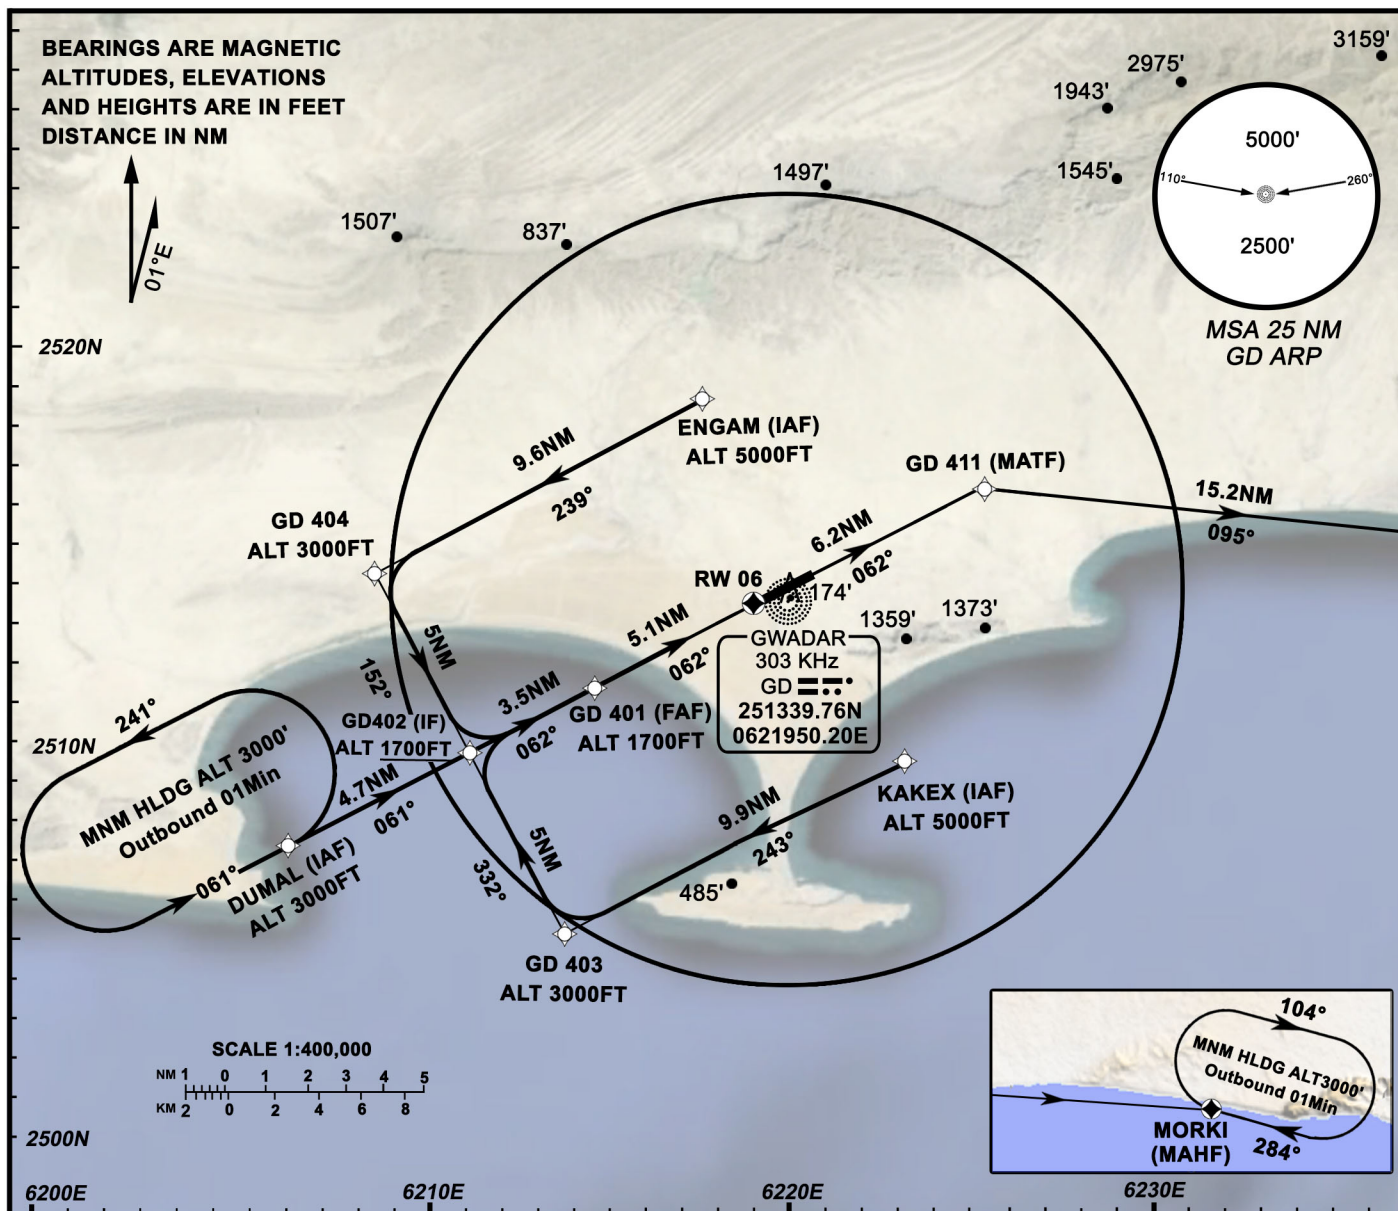 BEARINGS ARE MAGNETIC
ALTITUDES, ELEVATIONS
AND HEIGHTS ARE IN FEET
DISTANCE IN NM
01°E
3159'
2975'
1943'
1545'
1497'
1507'
837'
5000'
110°
260°
2500'
MSA 25 NM
GD ARP
2520N
ENGAM (IAF)
ALT 5000FT
9.6NM
239°
GD 404
ALT 3000FT
GD 411 (MATF)
15.2NM
095°
6.2NM
062°
RW 06
174'
1359'
1373'
GWADAR
303 KHz
GD
251339.76N
0621950.20E
5.1NM
062°
5NM
152°
3.5NM
062°
GD 401 (FAF)
ALT 1700FT
GD402 (IF)
ALT 1700FT
2510N
241°
MNM HLDG ALT 3000'
Outbound 01Min
4.7NM
061°
061°
DUMAL (IAF)
ALT 3000FT
KAKEX (IAF)
ALT 5000FT
9.9NM
243°
5NM
332°
485'
GD 403
ALT 3000FT
SCALE 1:400,000
NM 1 0 1 2 3 4 5
KM 2 0 2 4 6 8
104°
MNM HLDG ALT3000'
Outbound 01Min
MORKI
(MAHF)
284°
2500N
6200E
6210E
6220E
6230E